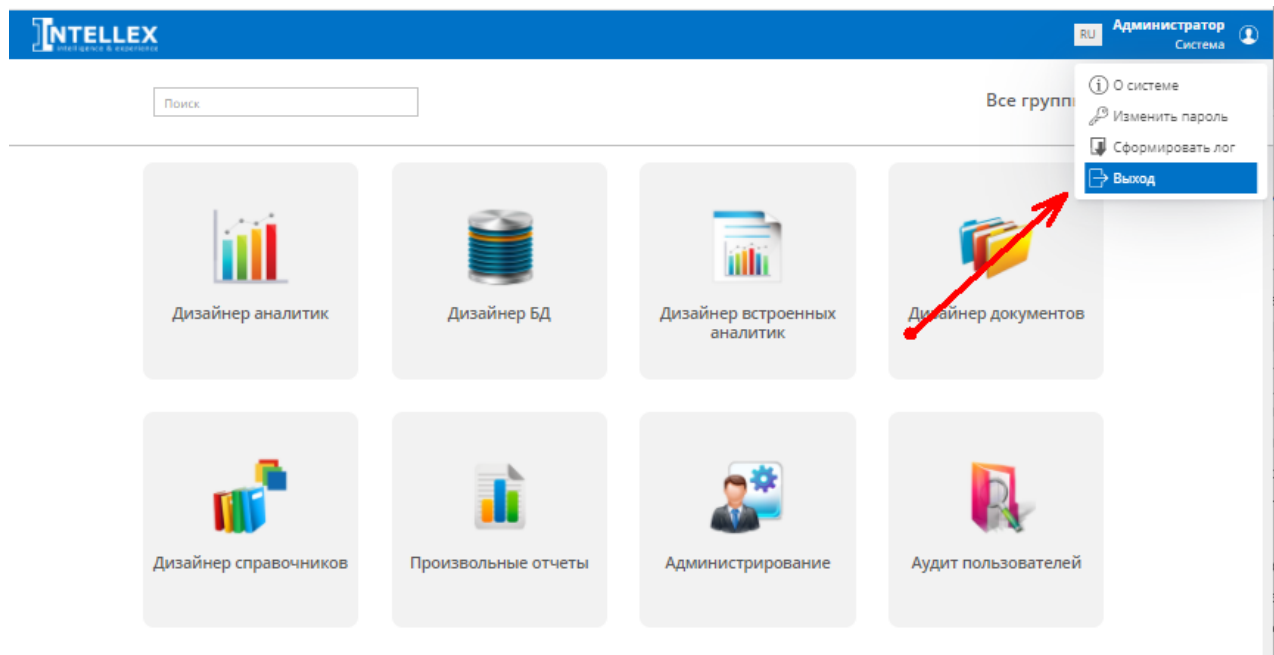 INTELLEX
intelligence & experience
RU
Администратор
Система
Поиск
Все групп
О системе
Изменить пароль
Сформировать лог
Выход
Дизайнер аналитик
Дизайнер БД
Дизайнер встроенных
аналитик
Дизайнер документов
Дизайнер справочников
Произвольные отчеты
Администрирование
Аудит пользователей